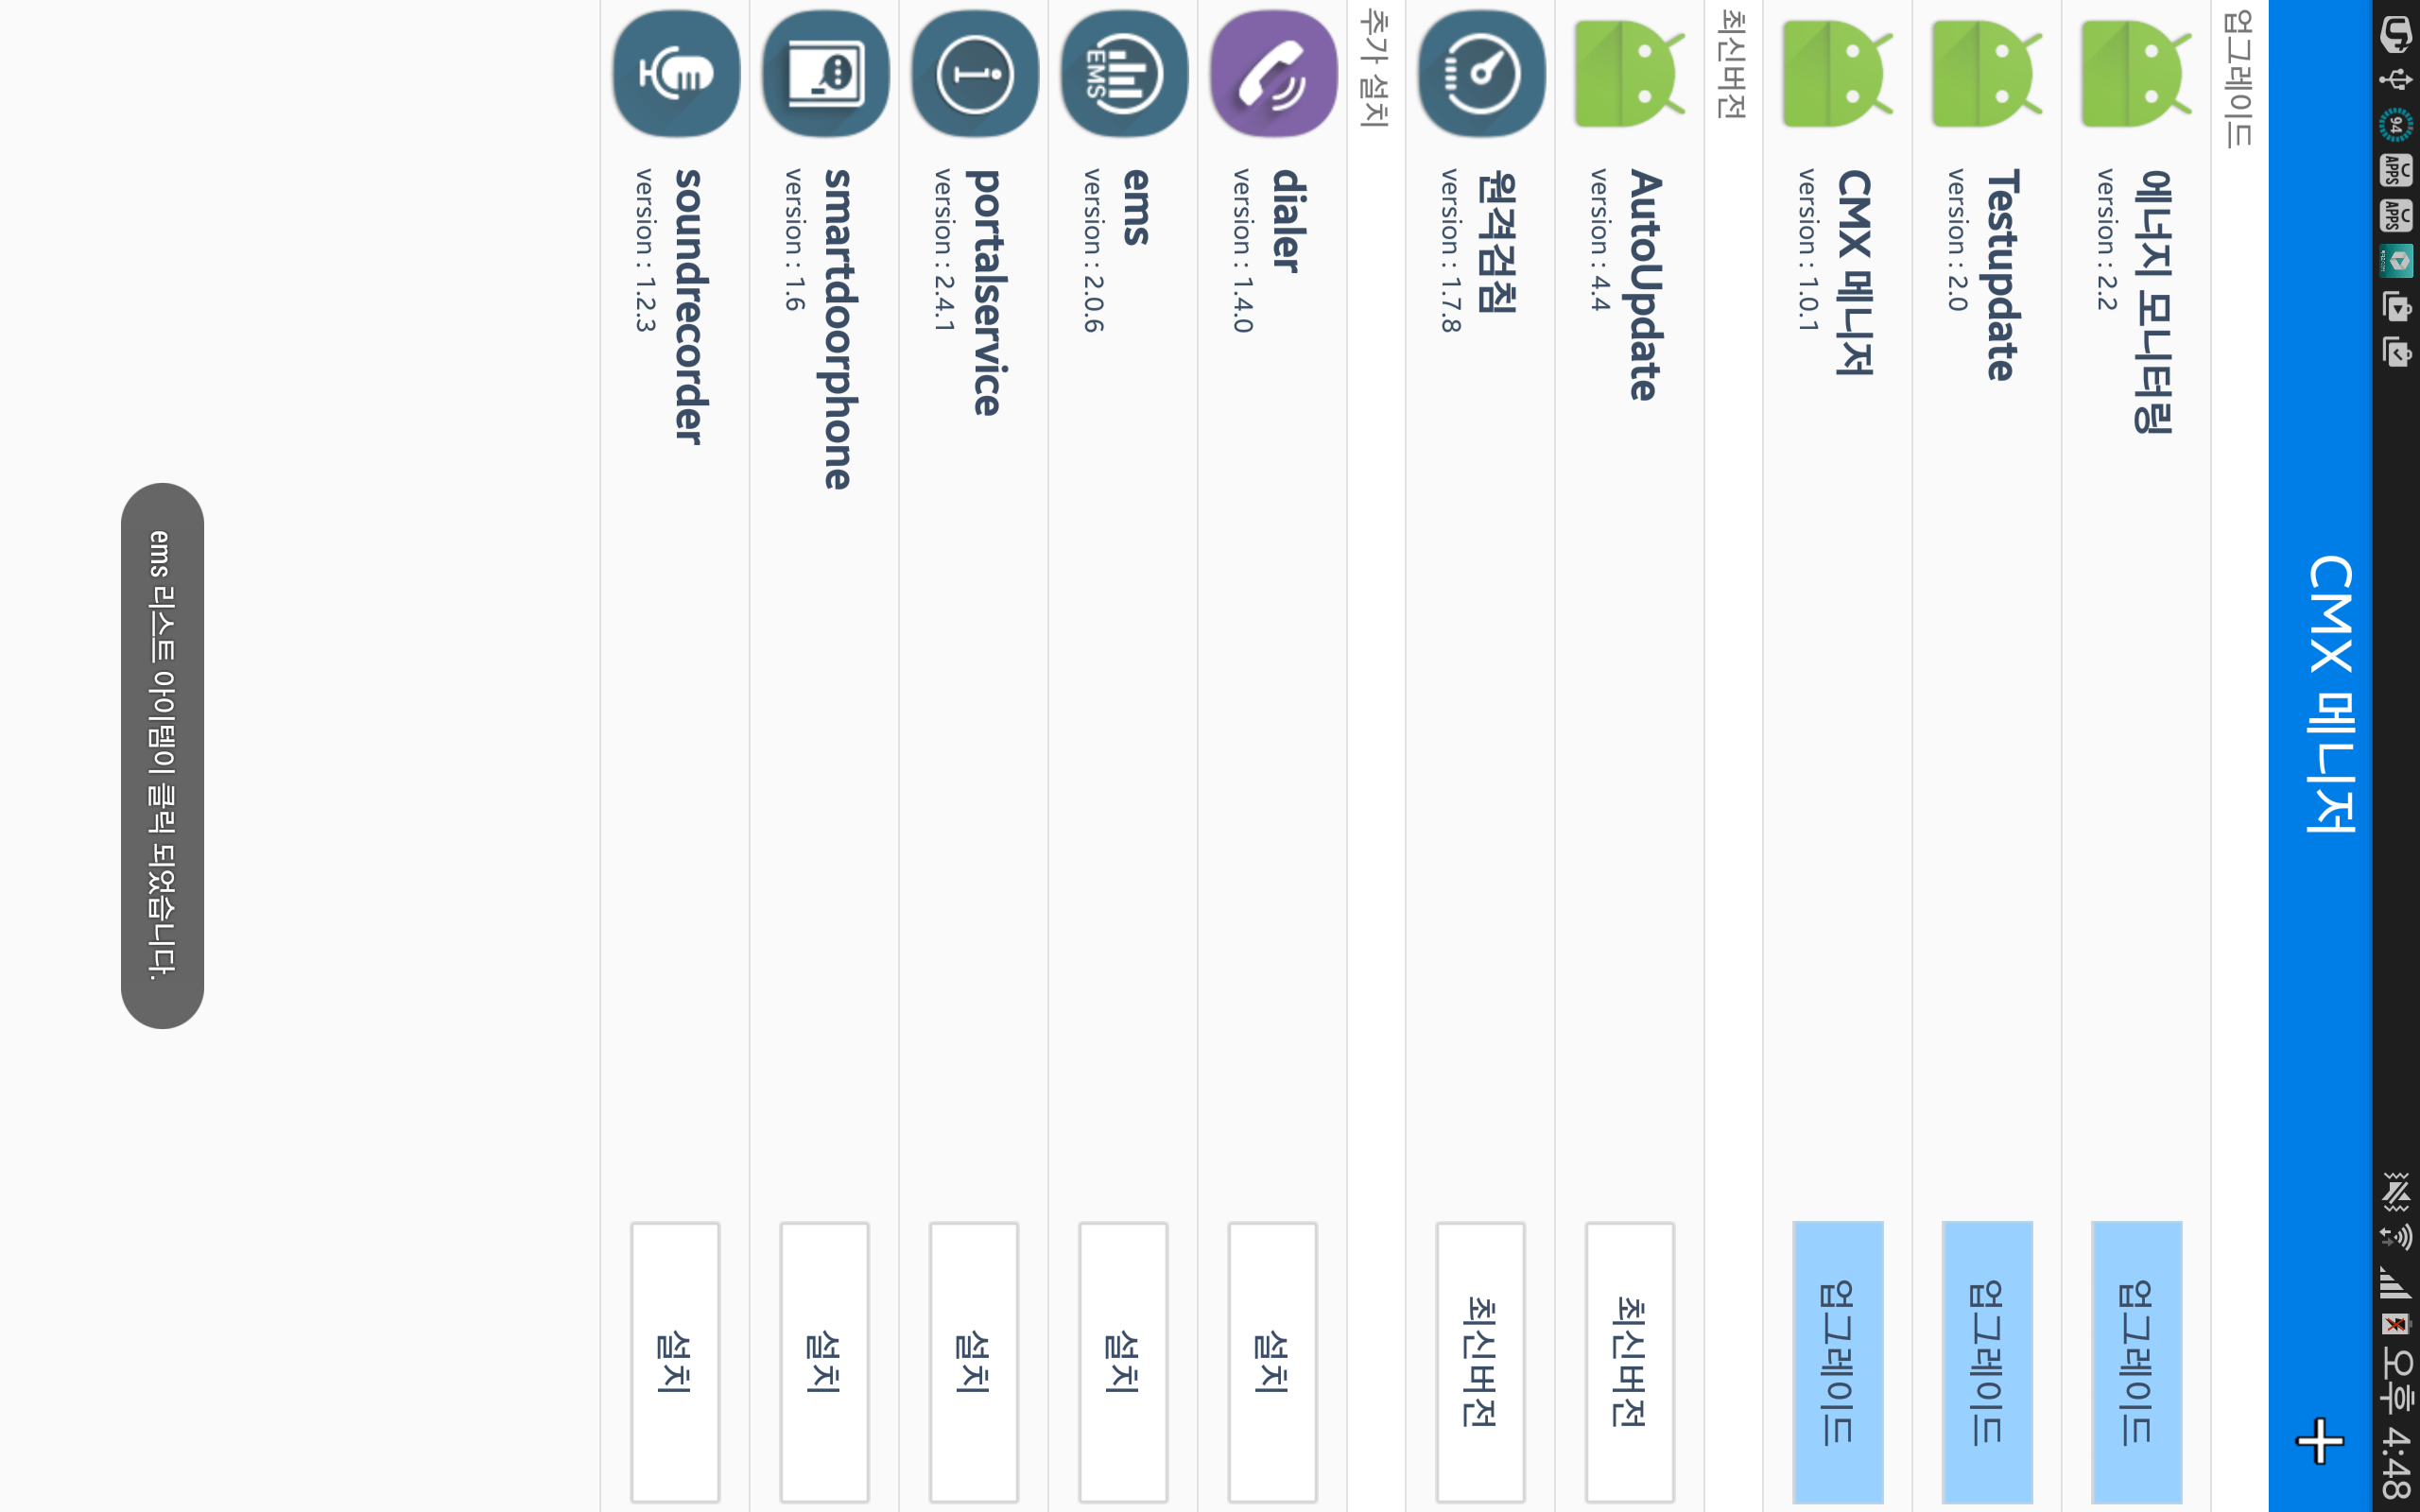 94
APPS
APPS
오후 4:48
CMX 메니저
업그레이드
에너지 모니터링
version : 2.2
업그레이드
Testupdate
version : 2.0
업그레이드
CMX 메니저
version : 1.0.1
업그레이드
최신버전
AutoUpdate
version : 4.4
최신버전
원격검침
version : 1.7.8
최신버전
추가 설치
dialer
version : 1.4.0
설치
EMS
ems
version : 2.0.6
설치
portalservice
version : 2.4.1
설치
smartdoorphone
version : 1.6
설치
soundrecorder
version : 1.2.3
설치
ems 리스트 아이템이 클릭 되었습니다.